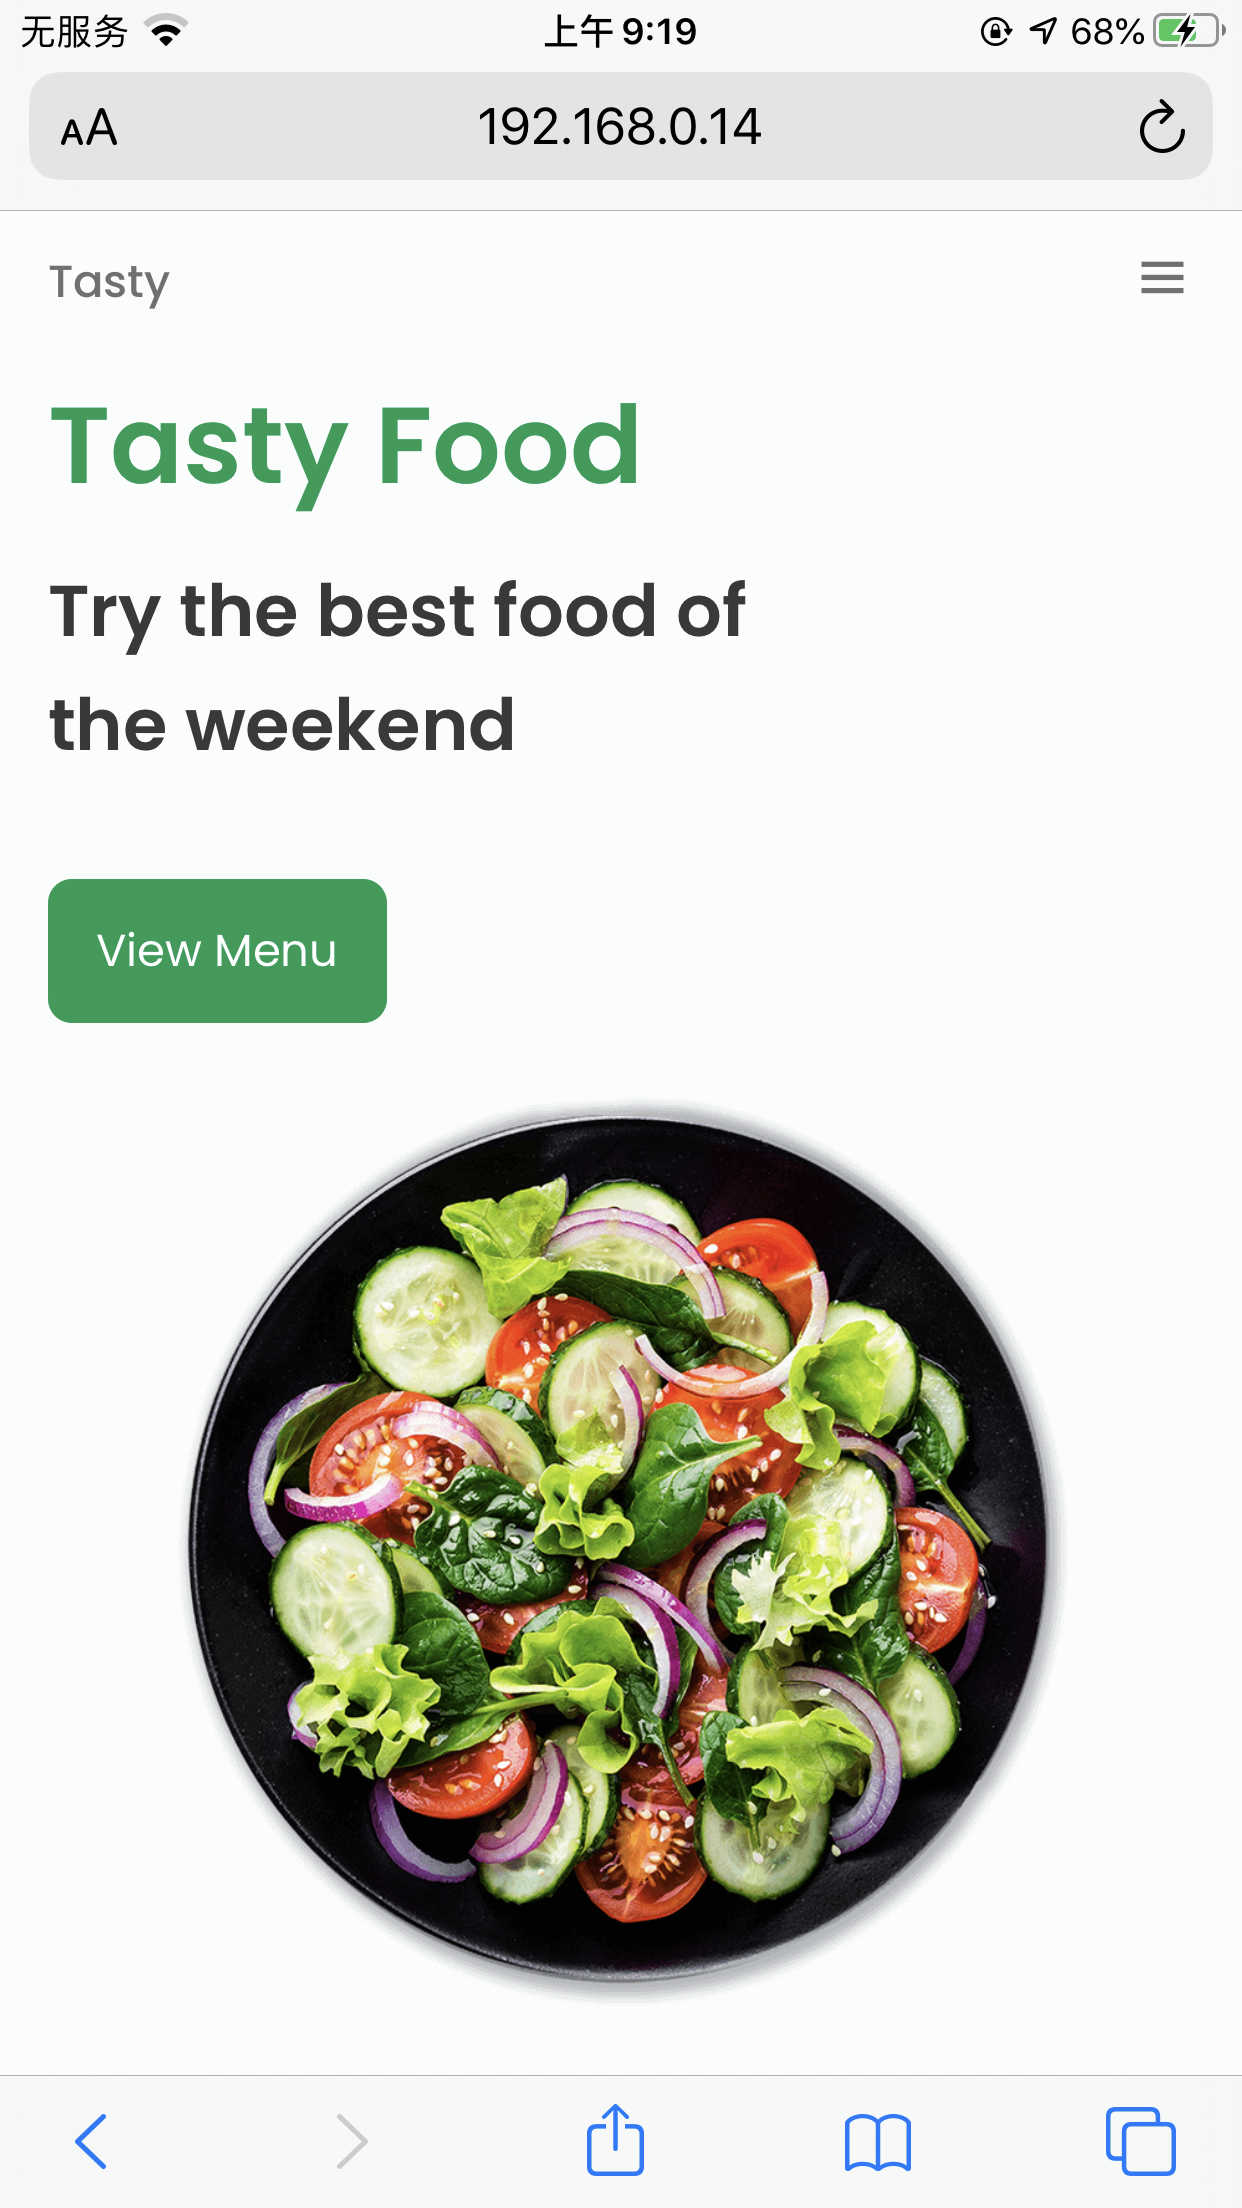 无服务 上午 9:19 68%
AA 192.168.0.14
Tasty
Tasty Food
Try the best food of
the weekend
View Menu